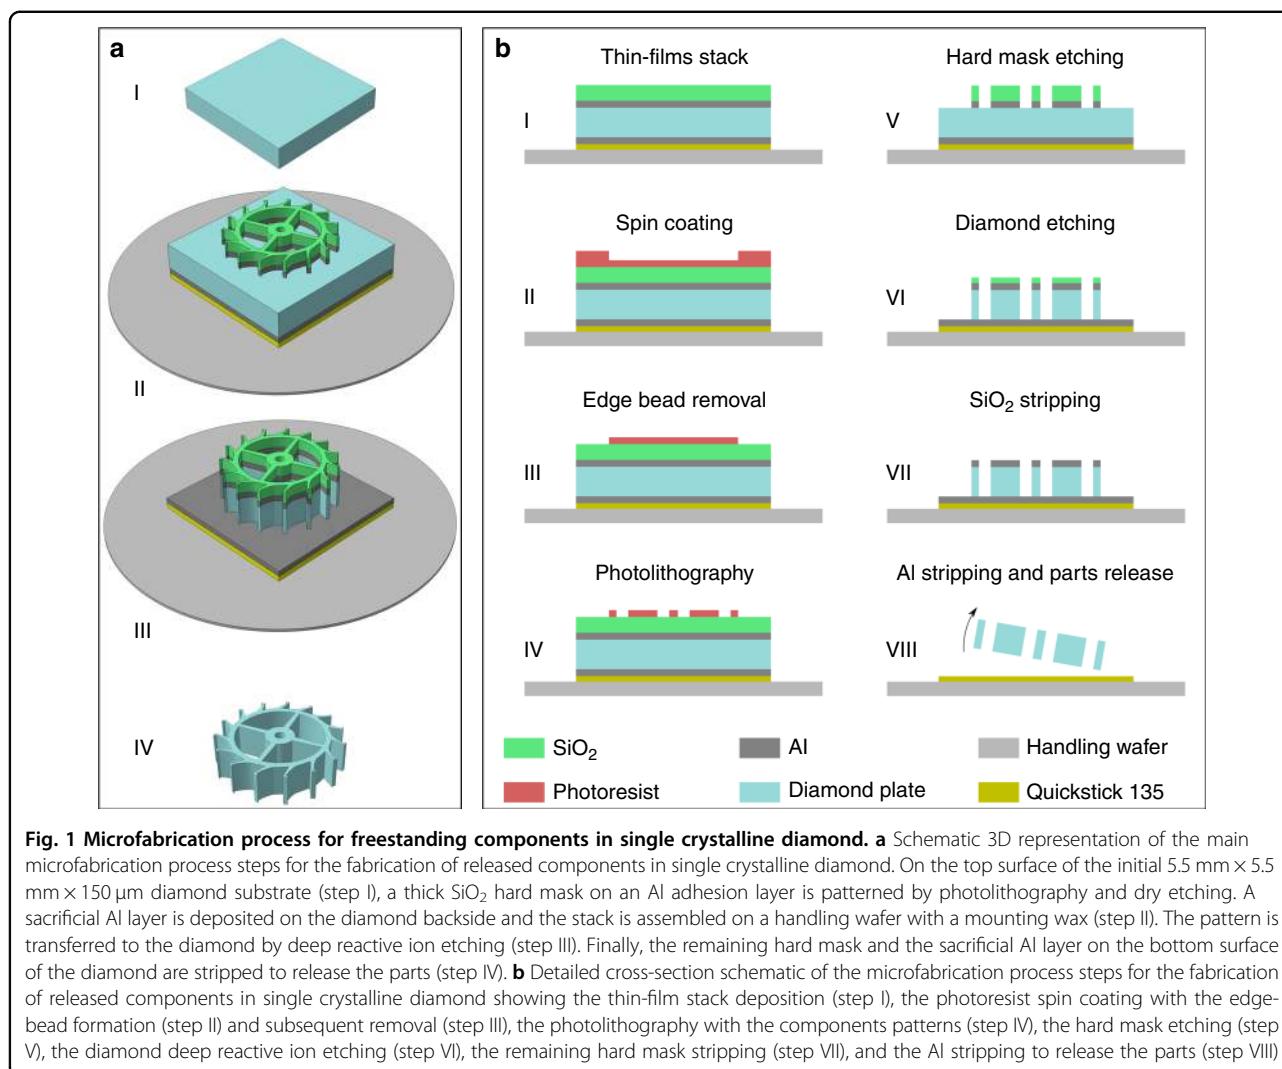 a
I
II
III
IV
b
Thin-films stack
I
Spin coating
II
Edge bead removal
III
Photolithography
IV
Hard mask etching
V
Diamond etching
VI
SiO₂ stripping
VII
Al stripping and parts release
VIII
SiO₂
Al
Handling wafer
Photoresist
Diamond plate
Quickstick 135
Fig. 1 Microfabrication process for freestanding components in single crystalline diamond. a Schematic 3D representation of the main
microfabrication process steps for the fabrication of released components in single crystalline diamond. On the top surface of the initial 5.5 mm × 5.5
mm × 150 µm diamond substrate (step I), a thick SiO₂ hard mask on an Al adhesion layer is patterned by photolithography and dry etching. A
sacrificial Al layer is deposited on the diamond backside and the stack is assembled on a handling wafer with a mounting wax (step II). The pattern is
transferred to the diamond by deep reactive ion etching (step III). Finally, the remaining hard mask and the sacrificial Al layer on the bottom surface
of the diamond are stripped to release the parts (step IV). b Detailed cross-section schematic of the microfabrication process steps for the fabrication
of released components in single crystalline diamond showing the thin-film stack deposition (step I), the photoresist spin coating with the edge-
bead formation (step II) and subsequent removal (step III), the photolithography with the components patterns (step IV), the hard mask etching (step
V), the diamond deep reactive ion etching (step VI), the remaining hard mask stripping (step VII), and the Al stripping to release the parts (step VIII)